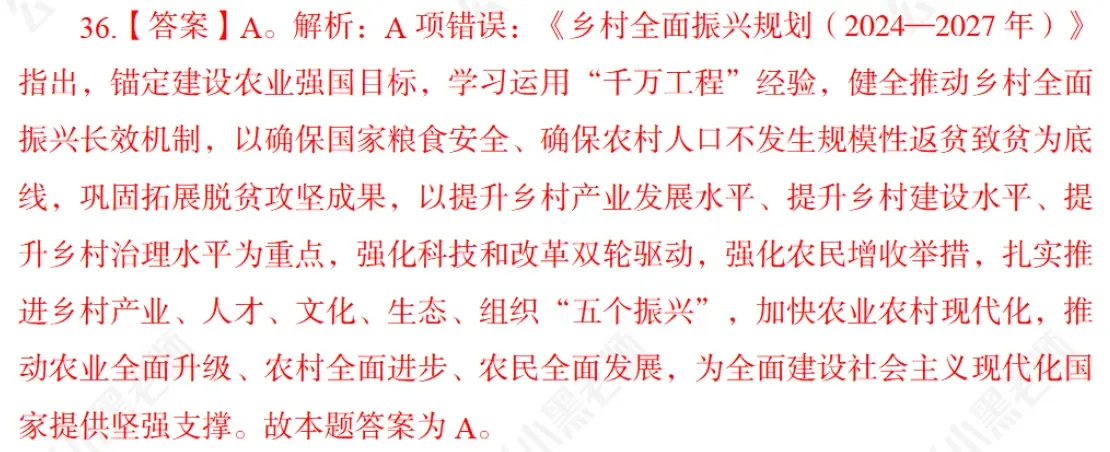 36.【答案】A。解析：A 项错误：《乡村全面振兴规划（2024—2027 年）》
指出，锚定建设农业强国目标，学习运用“千万工程”经验，健全推动乡村全面
振兴长效机制，以确保国家粮食安全、确保农村人口不发生规模性返贫致贫为底
线，巩固拓展脱贫攻坚成果，以提升乡村产业发展水平、提升乡村建设水平、提
升乡村治理水平为重点，强化科技和改革双轮驱动，强化农民增收举措，扎实推
进乡村产业、人才、文化、生态、组织“五个振兴”，加快农业农村现代化，推
动农业全面升级、农村全面进步、农民全面发展，为全面建设社会主义现代化国
家提供坚强支撑。故本题答案为 A。